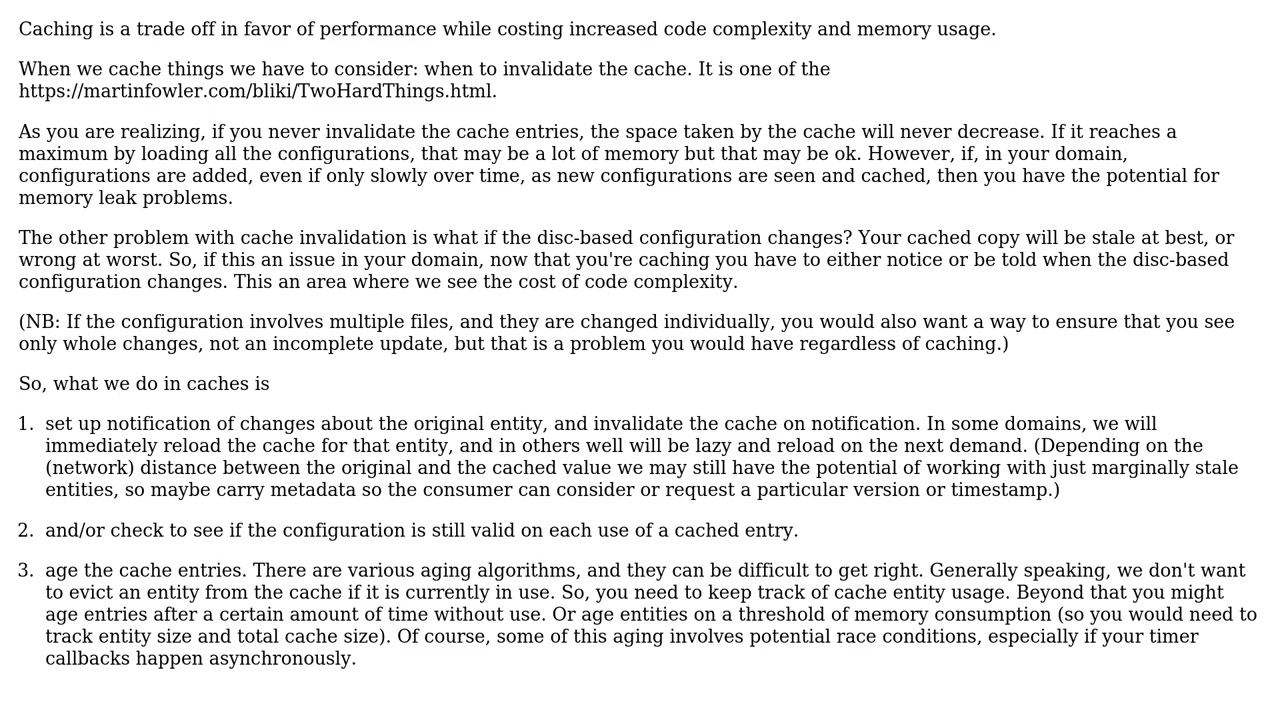 Caching is a trade off in favor of performance while costing increased code complexity and memory usage.
When we cache things we have to consider: when to invalidate the cache. It is one of the
https://martinfowler.com/bliki/TwoHardThings.html.
As you are realizing, if you never invalidate the cache entries, the space taken by the cache will never decrease. If it reaches a
maximum by loading all the configurations, that may be a lot of memory but that may be ok. However, if, in your domain,
configurations are added, even if only slowly over time, as new configurations are seen and cached, then you have the potential for
memory leak problems.
The other problem with cache invalidation is what if the disc-based configuration changes? Your cached copy will be stale at best, or
wrong at worst. So, if this an issue in your domain, now that you're caching you have to either notice or be told when the disc-based
configuration changes. This an area where we see the cost of code complexity.
(NB: If the configuration involves multiple files, and they are changed individually, you would also want a way to ensure that you see
only whole changes, not an incomplete update, but that is a problem you would have regardless of caching.)
So, what we do in caches is
1. set up notification of changes about the original entity, and invalidate the cache on notification. In some domains, we will
immediately reload the cache for that entity, and in others well will be lazy and reload on the next demand. (Depending on the
(network) distance between the original and the cached value we may still have the potential of working with just marginally stale
entities, so maybe carry metadata so the consumer can consider or request a particular version or timestamp.)
2. and/or check to see if the configuration is still valid on each use of a cached entry.
3. age the cache entries. There are various aging algorithms, and they can be difficult to get right. Generally speaking, we don't want
to evict an entity from the cache if it is currently in use. So, you need to keep track of cache entity usage. Beyond that you might
age entries after a certain amount of time without use. Or age entities on a threshold of memory consumption (so you would need to
track entity size and total cache size). Of course, some of this aging involves potential race conditions, especially if your timer
callbacks happen asynchronously.